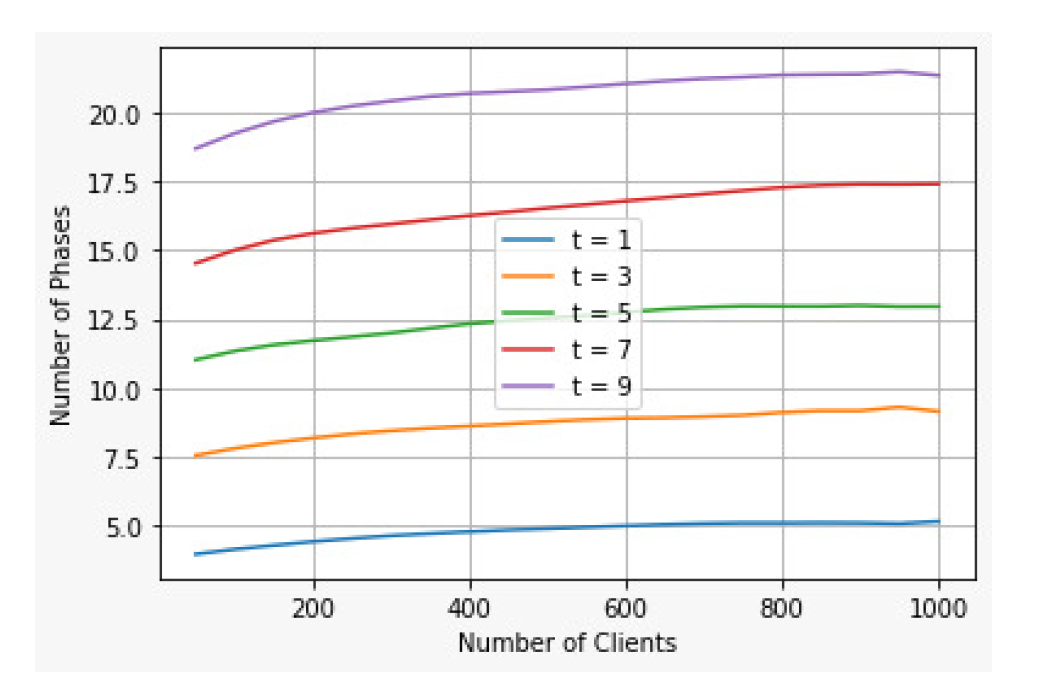 Number of Phases
20.0
17.5
15.0
12.5
10.0
7.5
5.0
t = 1
t = 3
t = 5
t = 7
t = 9
200 400 600 800 1000
Number of Clients